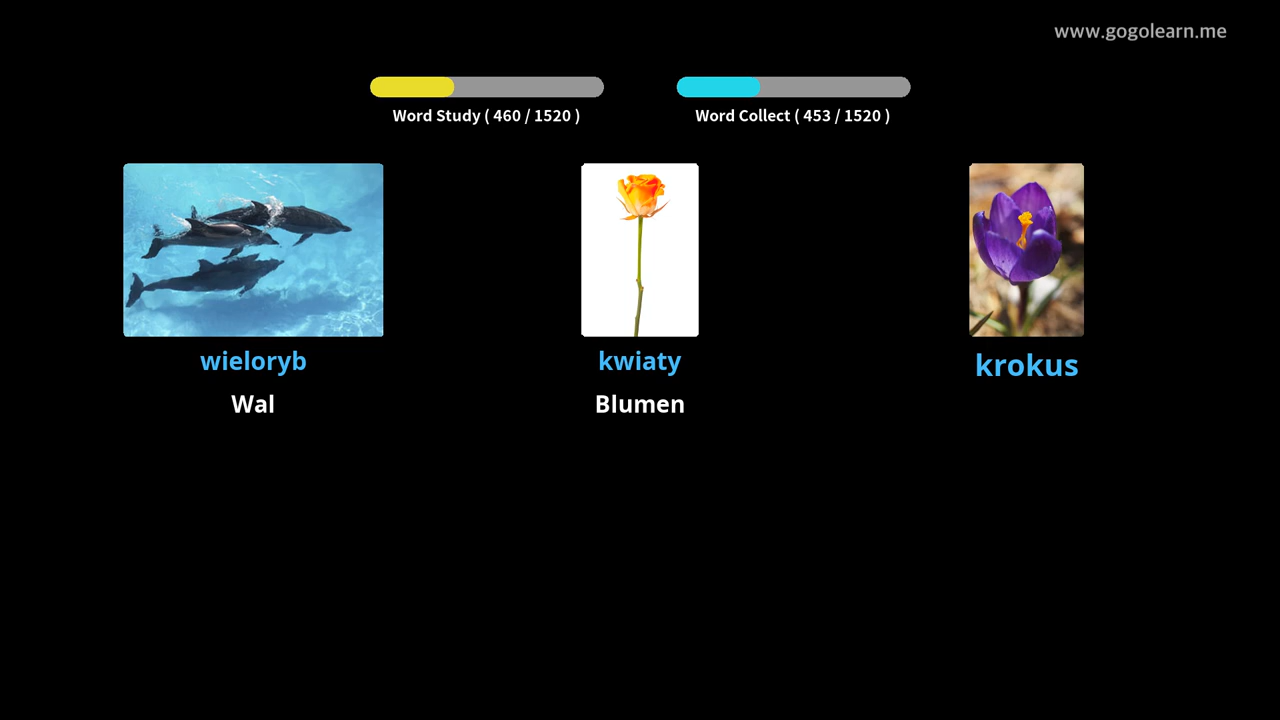 www.gogolearn.me
Word Study ( 460 / 1520 )
Word Collect ( 453 / 1520 )
wieloryb
kwiaty
krokus
Wal
Blumen